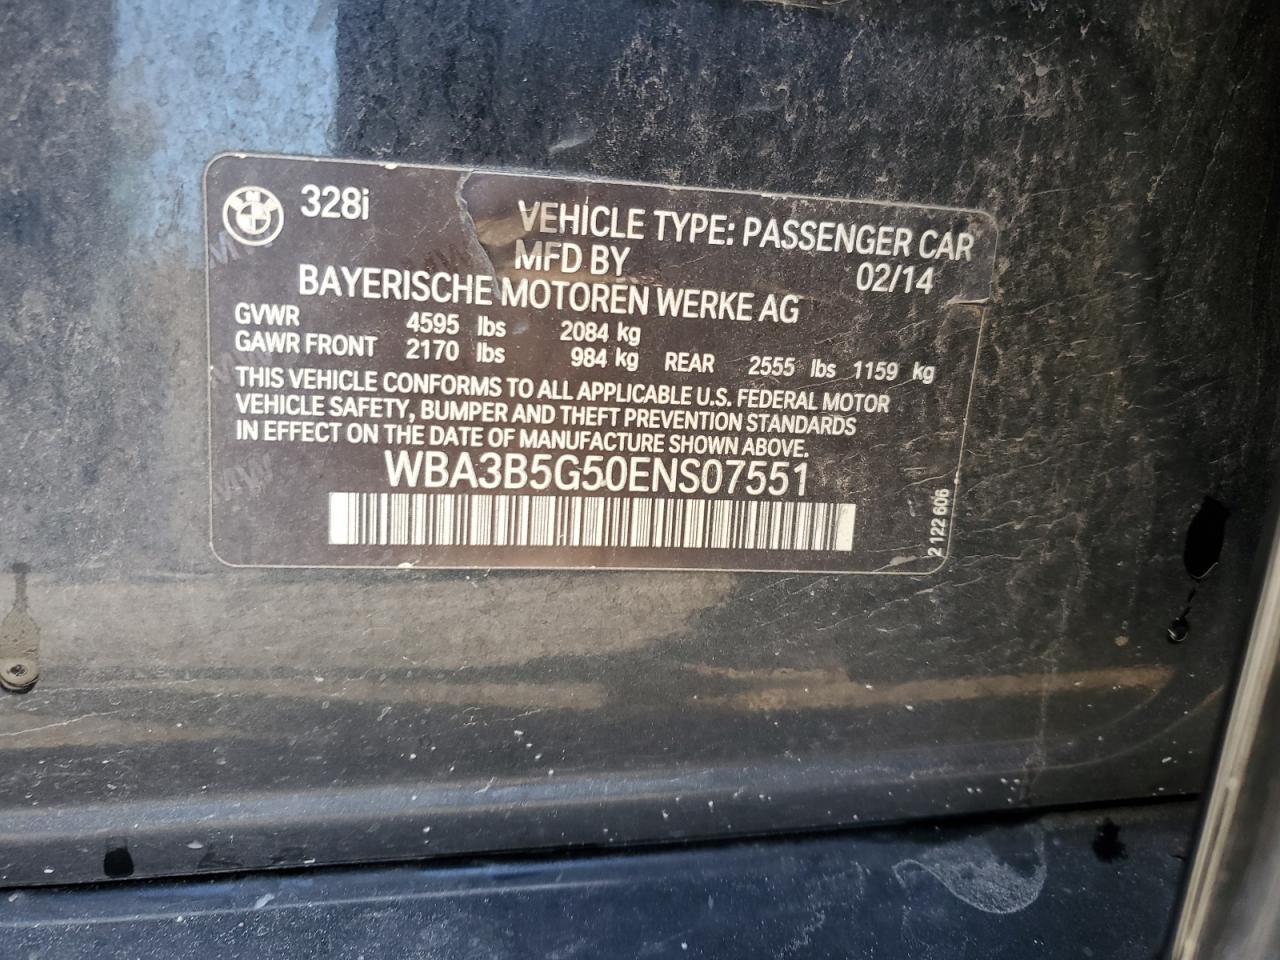 328i
VEHICLE TYPE: PASSENGER CAR
MFD BY 02/14
BAYERISCHE MOTOREN WERKE AG
GVWR 4595 lbs 2084 kg
GAWR FRONT 2170 lbs 984 kg REAR 2555 lbs 1159 kg
THIS VEHICLE CONFORMS TO ALL APPLICABLE U.S. FEDERAL MOTOR
VEHICLE SAFETY, BUMPER AND THEFT PREVENTION STANDARDS
IN EFFECT ON THE DATE OF MANUFACTURE SHOWN ABOVE.
WBA3B5G50ENS07551
2 122 606